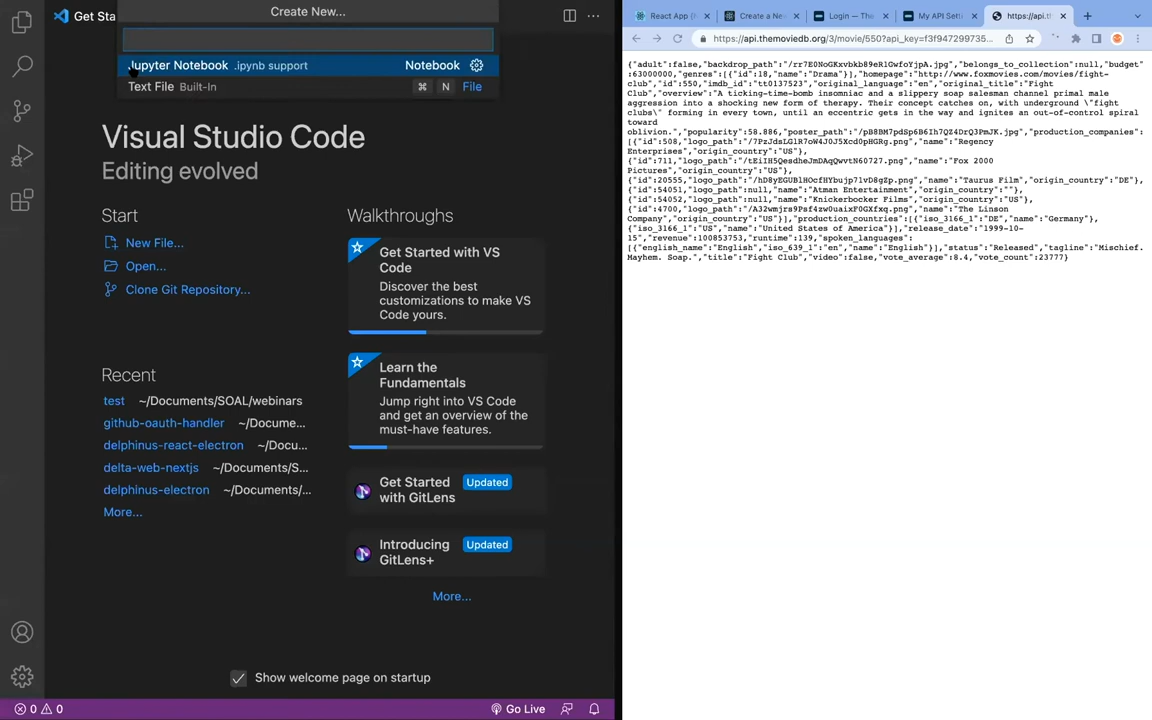 Get Sta
Create New...
Jupyter Notebook .ipynb support Notebook
Text File Built-In ⌘ N File
Visual Studio Code
Editing evolved
Start
New File...
Open...
Clone Git Repository...
Recent
test ~/Documents/SOAL/webinars
github-oauth-handler ~/Docume...
delphinus-react-electron ~/Docu...
delta-web-nextjs ~/Documents/S...
delphinus-electron ~/Documents/...
More...
Walkthroughs
Get Started with VS
Code
Discover the best
customizations to make VS
Code yours.
Learn the
Fundamentals
Jump right into VS Code
and get an overview of the
must-have features.
Get Started
with GitLens
Updated
Introducing
GitLens+
Updated
More...
Show welcome page on startup
0 0
Go Live
React App (
Create a Ne
Login — The
My API Sett
https://api.t
https://api.themoviedb.org/3/movie/550?api_key=f3f947299735...
{"adult":false,"backdrop_path":"/rr7E0NoGKxvbkb89eR1GwfoYjpA.jpg","belongs_to_collection":null,"budget"
:63000000,"genres":[{"id":18,"name":"Drama"}],"homepage":"http://www.foxmovies.com/movies/fight-
club","id":550,"imdb_id":"tt0137523","original_language":"en","original_title":"Fight
Club","overview":"A ticking-time-bomb insomniac and a slippery soap salesman channel primal male
aggression into a shocking new form of therapy. Their concept catches on, with underground \"fight
clubs\" forming in every town, until an eccentric gets in the way and ignites an out-of-control spiral
toward
oblivion.","popularity":58.886,"poster_path":"/pB8BM7pdSp6B6Ih7QZ4DrQ3PmJK.jpg","production_companies":
[{"id":508,"logo_path":"/7PzJdsLGlR7oW4J0J5Xcd0pHGRg.png","name":"Regency
Enterprises","origin_country":"US"},
{"id":711,"logo_path":"/tEiIH5QesdheJmDAqQwvtN60727.png","name":"Fox 2000
Pictures","origin_country":"US"},
{"id":20555,"logo_path":"/hD8yEGUBlHOcfHYbujp71vD8gZp.png","name":"Taurus Film","origin_country":"DE"},
{"id":54051,"logo_path":null,"name":"Atman Entertainment","origin_country":""},
{"id":54052,"logo_path":null,"name":"Knickerbocker Films","origin_country":"US"},
{"id":4700,"logo_path":"/A32wmjrs9Psf4zw0uaixF0GXfxq.png","name":"The Linson
Company","origin_country":"US"}],"production_countries":[{"iso_3166_1":"DE","name":"Germany"},
{"iso_3166_1":"US","name":"United States of America"}],"release_date":"1999-10-
15","revenue":100853753,"runtime":139,"spoken_languages":
[{"english_name":"English","iso_639_1":"en","name":"English"}],"status":"Released","tagline":"Mischief.
Mayhem. Soap.","title":"Fight Club","video":false,"vote_average":8.4,"vote_count":23777}